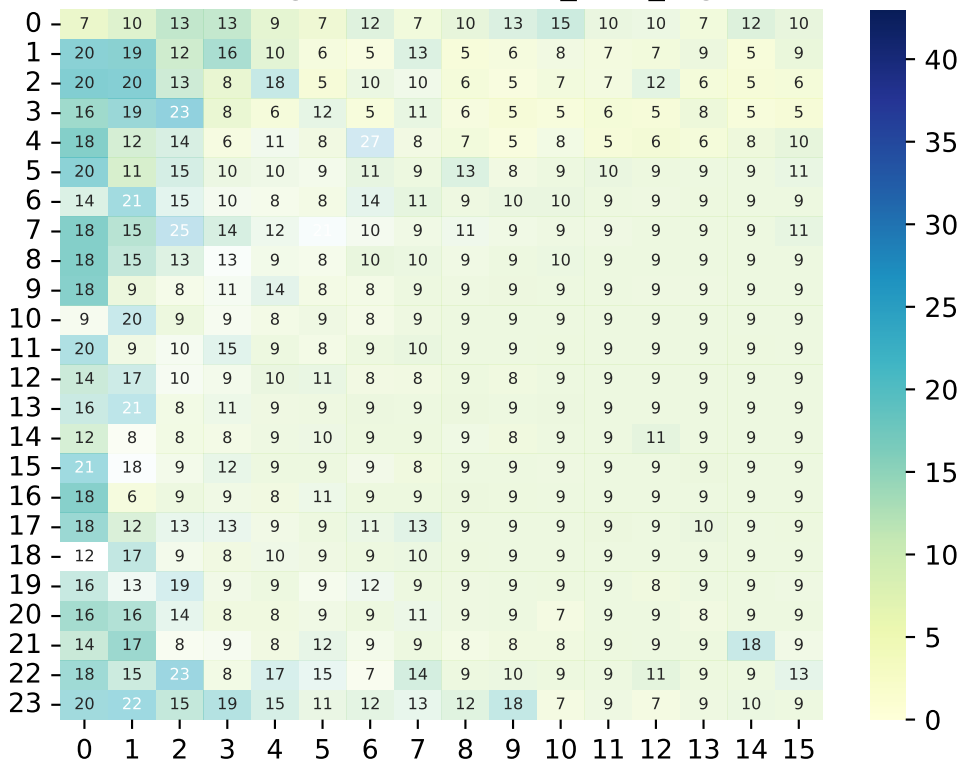 0 7 10 13 13 9 7 12 7 10 13 15 10 10 7 12 10
1 20 19 12 16 10 6 5 13 5 6 8 7 7 9 5 9
2 20 20 13 8 18 5 10 10 6 5 7 7 12 6 5 6
3 16 19 23 8 6 12 5 11 6 5 5 6 5 8 5 5
4 18 12 14 6 11 8 27 8 7 5 8 5 6 6 8 10
5 20 11 15 10 10 9 11 9 13 8 9 10 9 9 9 11
6 14 21 15 10 8 8 14 11 9 10 10 9 9 9 9 9
7 18 15 25 14 12 10 9 11 9 9 9 9 9 9 11
8 18 15 13 13 9 8 10 10 9 9 10 9 9 9 9 9
9 18 9 8 11 14 8 8 9 9 9 9 9 9 9 9 9
10 9 20 9 9 8 9 8 9 9 9 9 9 9 9 9 9
11 20 9 10 15 9 8 9 10 9 9 9 9 9 9 9 9
12 14 17 10 9 10 11 8 8 9 8 9 9 9 9 9 9
13 16 21 8 11 9 9 9 9 9 9 9 9 9 9 9 9
14 12 8 8 8 9 10 9 9 9 8 9 9 11 9 9 9
15 21 18 9 12 9 9 9 8 9 9 9 9 9 9 9 9
16 18 6 9 9 8 11 9 9 9 9 9 9 9 9 9 9
17 18 12 13 13 9 9 11 13 9 9 9 9 9 10 9 9
18 12 17 9 8 10 9 9 10 9 9 9 9 9 9 9 9
19 16 13 19 9 9 9 12 9 9 9 9 9 8 9 9 9
20 16 16 14 8 8 9 9 11 9 9 7 9 9 8 9 9
21 14 17 8 9 8 12 9 9 8 8 8 9 9 9 18 9
22 18 15 23 8 17 15 7 14 9 10 9 9 11 9 9 13
23 20 22 15 19 15 11 12 13 12 18 7 9 7 9 10 9
0 1 2 3 4 5 6 7 8 9 10 11 12 13 14 15
40
35
30
25
20
15
10
5
0